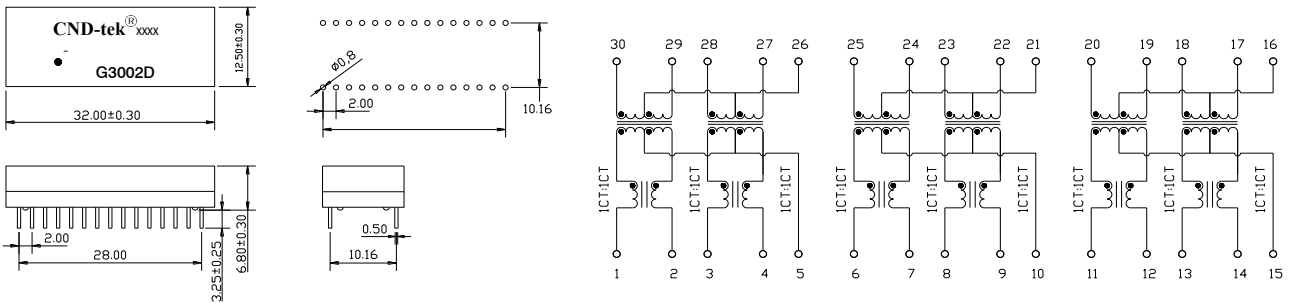 CND-tek® xxxx
G3002D
12.50±0.30
32.00±0.30
Ø0,8
2.00
10.16
2.00
28.00
3.25±0.25
6.80±0.30
0.50
10.16
30 29 28 27 26
25 24 23 22 21
20 19 18 17 16
1CT:1CT
1CT:1CT
1CT:1CT
1CT:1CT
1CT:1CT
1CT:1CT
1 2 3 4 5
6 7 8 9 10
11 12 13 14 15